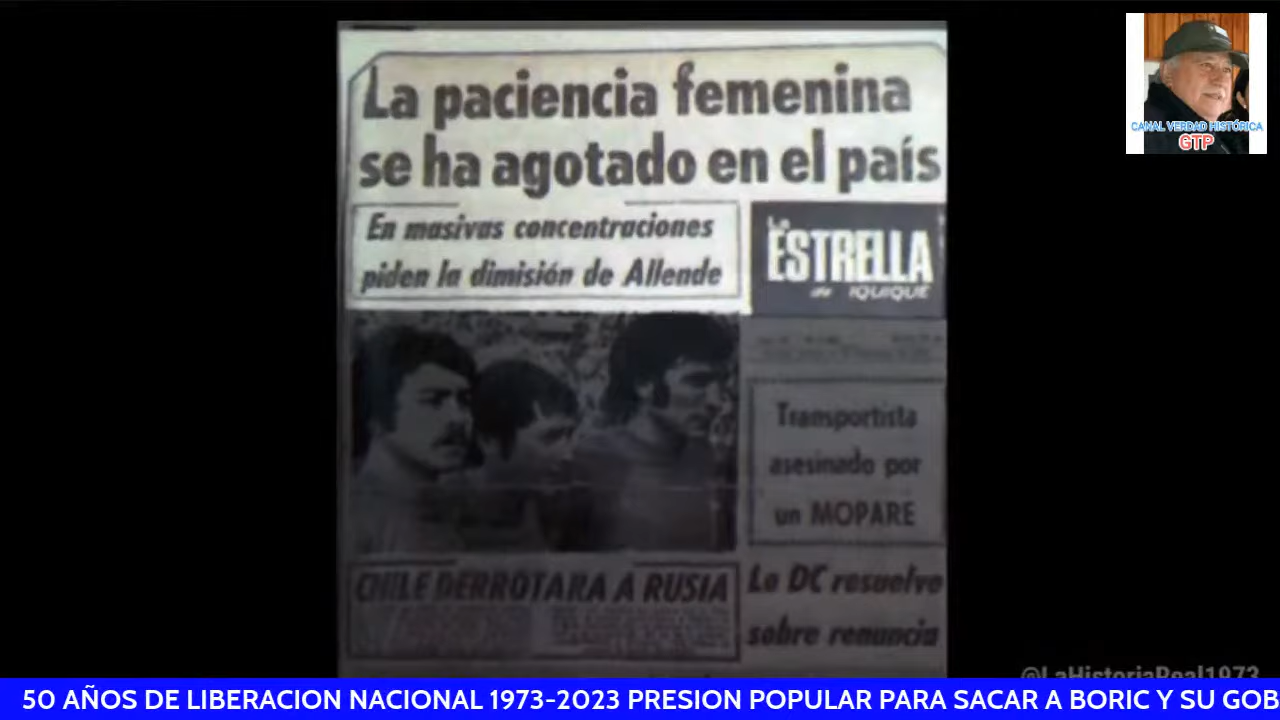 La paciencia femenina
se ha agotado en el país
En masivas concentraciones
piden la dimisión de Allende
La
ESTRELLA
de IQUIQUE
Transportista
asesinado por
un MOPARE
CHILE DERROTARA A RUSIA
La DC resuelve
sobre renuncia
CANAL VERDAD HISTÓRICA
GTP
@LaHistoriaReal1973
50 AÑOS DE LIBERACION NACIONAL 1973-2023 PRESION POPULAR PARA SACAR A BORIC Y SU GOB